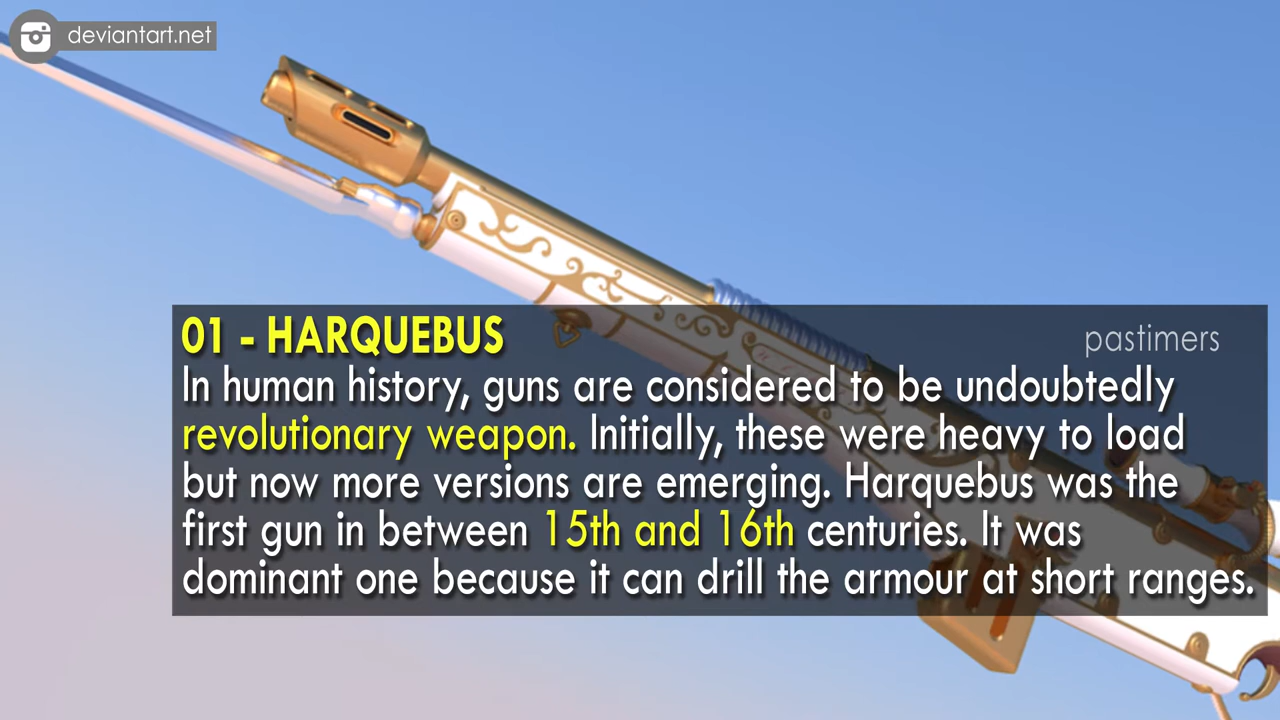 deviantart.net
01 - HARQUEBUS
pastimers
In human history, guns are considered to be undoubtedly
revolutionary weapon. Initially, these were heavy to load
but now more versions are emerging. Harquebus was the
first gun in between 15th and 16th centuries. It was
dominant one because it can drill the armour at short ranges.